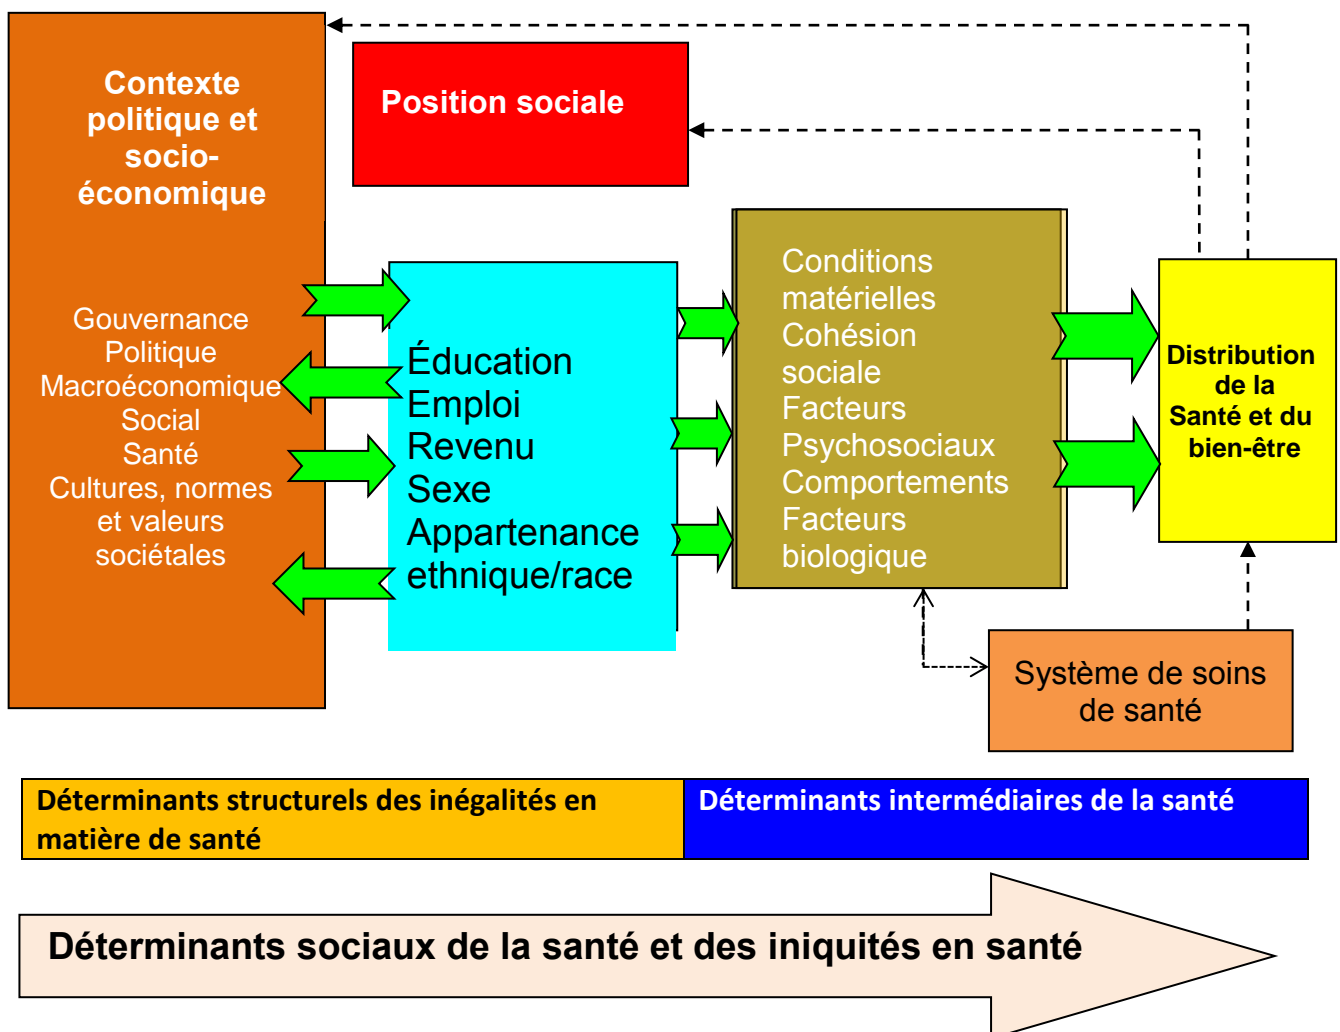 Contexte
politique et
socio-
économique
Gouvernance
Politique
Macroéconomique
Social
Santé
Cultures, normes
et valeurs
sociétales
Position sociale
Éducation
Emploi
Revenu
Sexe
Appartenance
ethnique/race
Conditions
matérielles
Cohésion
sociale
Facteurs
Psychosociaux
Comportements
Facteurs
biologique
Distribution
de la
Santé et du
bien-être
Système de soins
de santé
Déterminants structurels des inégalités en
matière de santé
Déterminants intermédiaires de la santé
Déterminants sociaux de la santé et des iniquités en santé